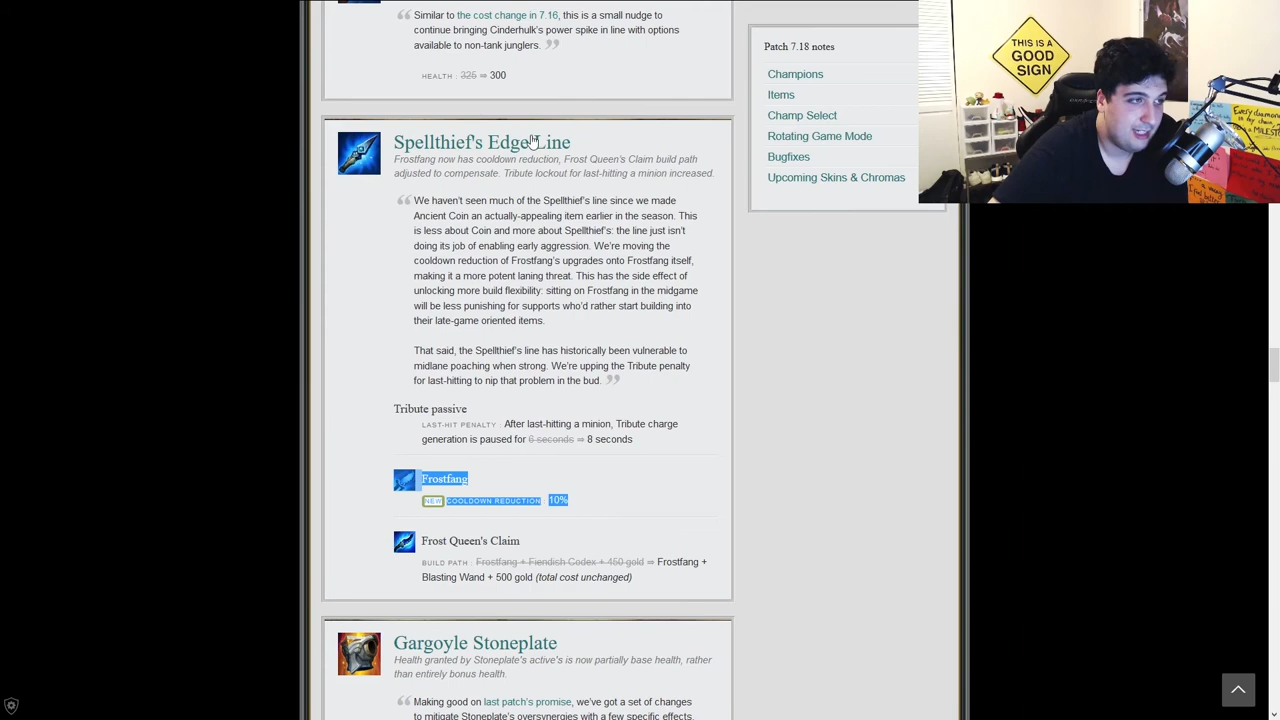 Similar to the cost change in 7.16, this is a small nudge to
continue bringing Cinderhulk's power spike in line with options
available to non-tank junglers.
HEALTH : 325 ⇒ 300
Spellthief's Edge Line
Frostfang now has cooldown reduction, Frost Queen's Claim build path
adjusted to compensate. Tribute lockout for last-hitting a minion increased.
We haven't seen much of the Spellthief's line since we made
Ancient Coin an actually-appealing item earlier in the season. This
is less about Coin and more about Spellthief's: the line just isn't
doing its job of enabling early aggression. We're moving the
cooldown reduction of Frostfang's upgrades onto Frostfang itself,
making it a more potent laning threat. This has the side effect of
unlocking more build flexibility: sitting on Frostfang in the midgame
will be less punishing for supports who'd rather start building into
their late-game oriented items.
That said, the Spellthief's line has historically been vulnerable to
midlane poaching when strong. We're upping the Tribute penalty
for last-hitting to nip that problem in the bud.
Tribute passive
LAST-HIT PENALTY : After last-hitting a minion, Tribute charge
generation is paused for 6 seconds ⇒ 8 seconds
Frostfang
NEW COOLDOWN REDUCTION : 10%
Frost Queen's Claim
BUILD PATH : Frostfang + Fiendish Codex + 450 gold ⇒ Frostfang +
Blasting Wand + 500 gold (total cost unchanged)
Gargoyle Stoneplate
Health granted by Stoneplate's active's is now partially base health, rather
than entirely bonus health.
Making good on last patch's promise, we've got a set of changes
to mitigate Stoneplate's oversynergies with a few specific effects.
Patch 7.18 notes
Champions
Items
Champ Select
Rotating Game Mode
Bugfixes
Upcoming Skins & Chromas
THIS IS A
GOOD
SIGN
Every